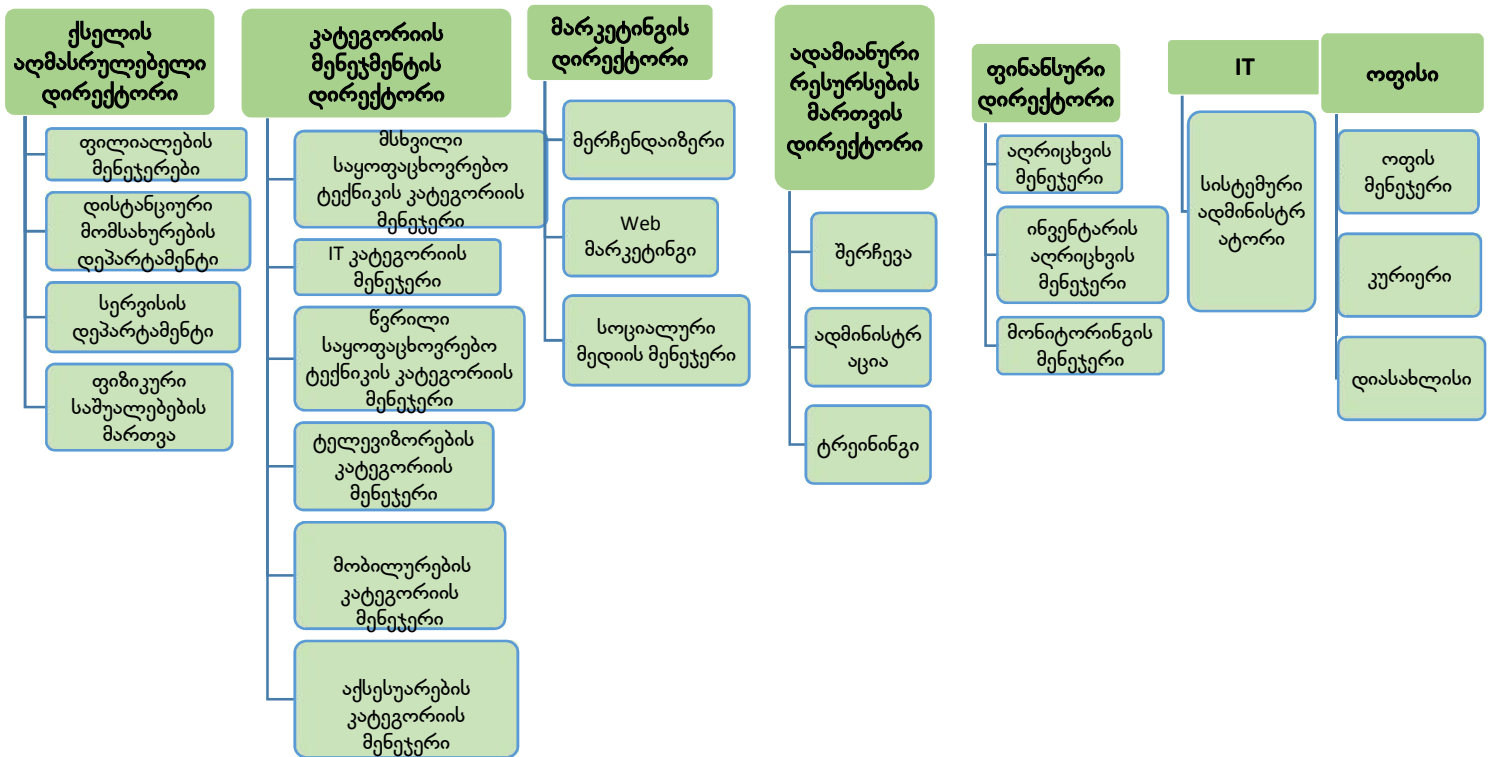 ქსელის
აღმასრულებელი
დირექტორი
ფილიალების
მენეჯერები
დისტანციური
მომსახურების
დეპარტამენტი
სერვისის
დეპარტამენტი
ფიზიკური
საშუალებების
მართვა
კატეგორიის
მენეჯმენტის
დირექტორი
მსხვილი
საყოფაცხოვრებო
ტექნიკის კატეგორიის
მენეჯერი
IT კატეგორიის
მენეჯერი
წვრილი
საყოფაცხოვრებო
ტექნიკის კატეგორიის
მენეჯერი
ტელევიზორების
კატეგორიის
მენეჯერი
მობილურების
კატეგორიის
მენეჯერი
აქსესუარების
კატეგორიის
მენეჯერი
მარკეტინგის
დირექტორი
მერჩენდაიზერი
Web
მარკეტინგი
სოციალური
მედიის მენეჯერი
ადამიანური
რესურსების
მართვის
დირექტორი
შერჩევა
ადმინისტრ
აცია
ტრეინინგი
ფინანსური
დირექტორი
აღრიცხვის
მენეჯერი
ინვენტარის
აღრიცხვის
მენეჯერი
მონიტორინგის
მენეჯერი
IT
სისტემური
ადმინისტრ
ატორი
ოფისი
ოფის
მენეჯერი
კურიერი
დიასახლისი